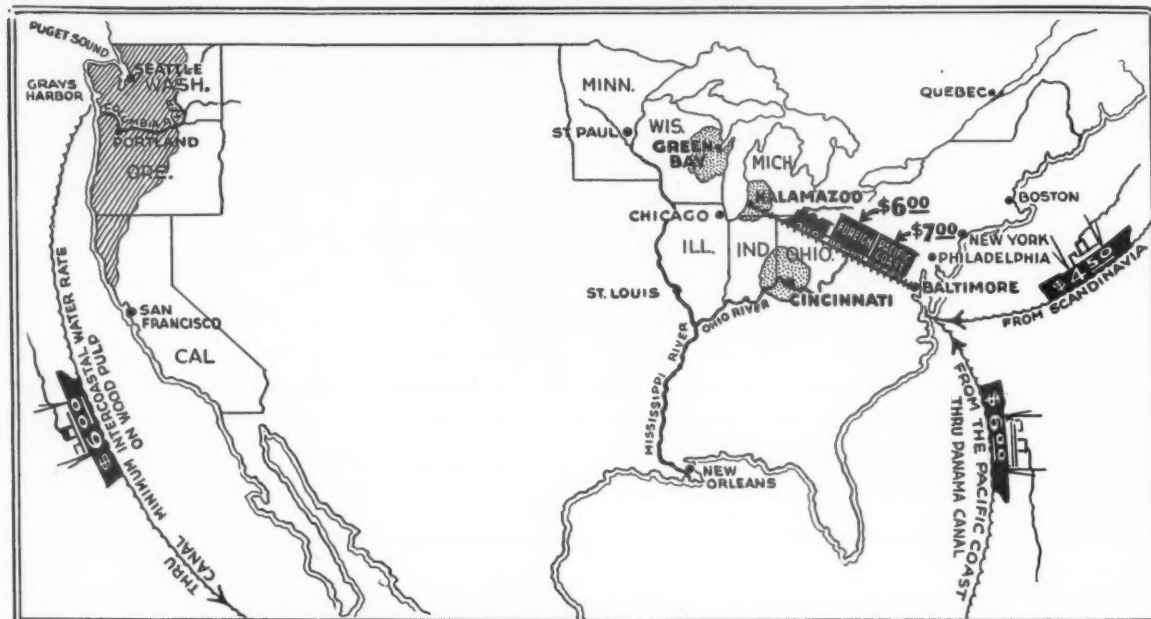 PUGET SOUND
SEATTLE
WASH.
GRAYS
HARBOR
PORTLAND
ORE.
SAN
FRANCISCO
CAL
MINIMUM INTERCOASTAL WATER RATE
ON WOOD PULP
$6 00
THRU
CANAL
MINN.
ST PAUL
WIS.
GREEN
BAY
MICH
KALAMAZOO
CHICAGO
ILL.
IND
OHIO.
ST. LOUIS
CINCINNATI
OHIO RIVER
MISSISSIPPI RIVER
NEW
ORLEANS
QUEBEC
BOSTON
$6 00
$7 00
FOREIGN
PACIFIC
COAST
NEW YORK
PHILADELPHIA
BALTIMORE
$4 50
FROM SCANDINAVIA
FROM THE PACIFIC COAST
THRU PANAMA CANAL
$6 00